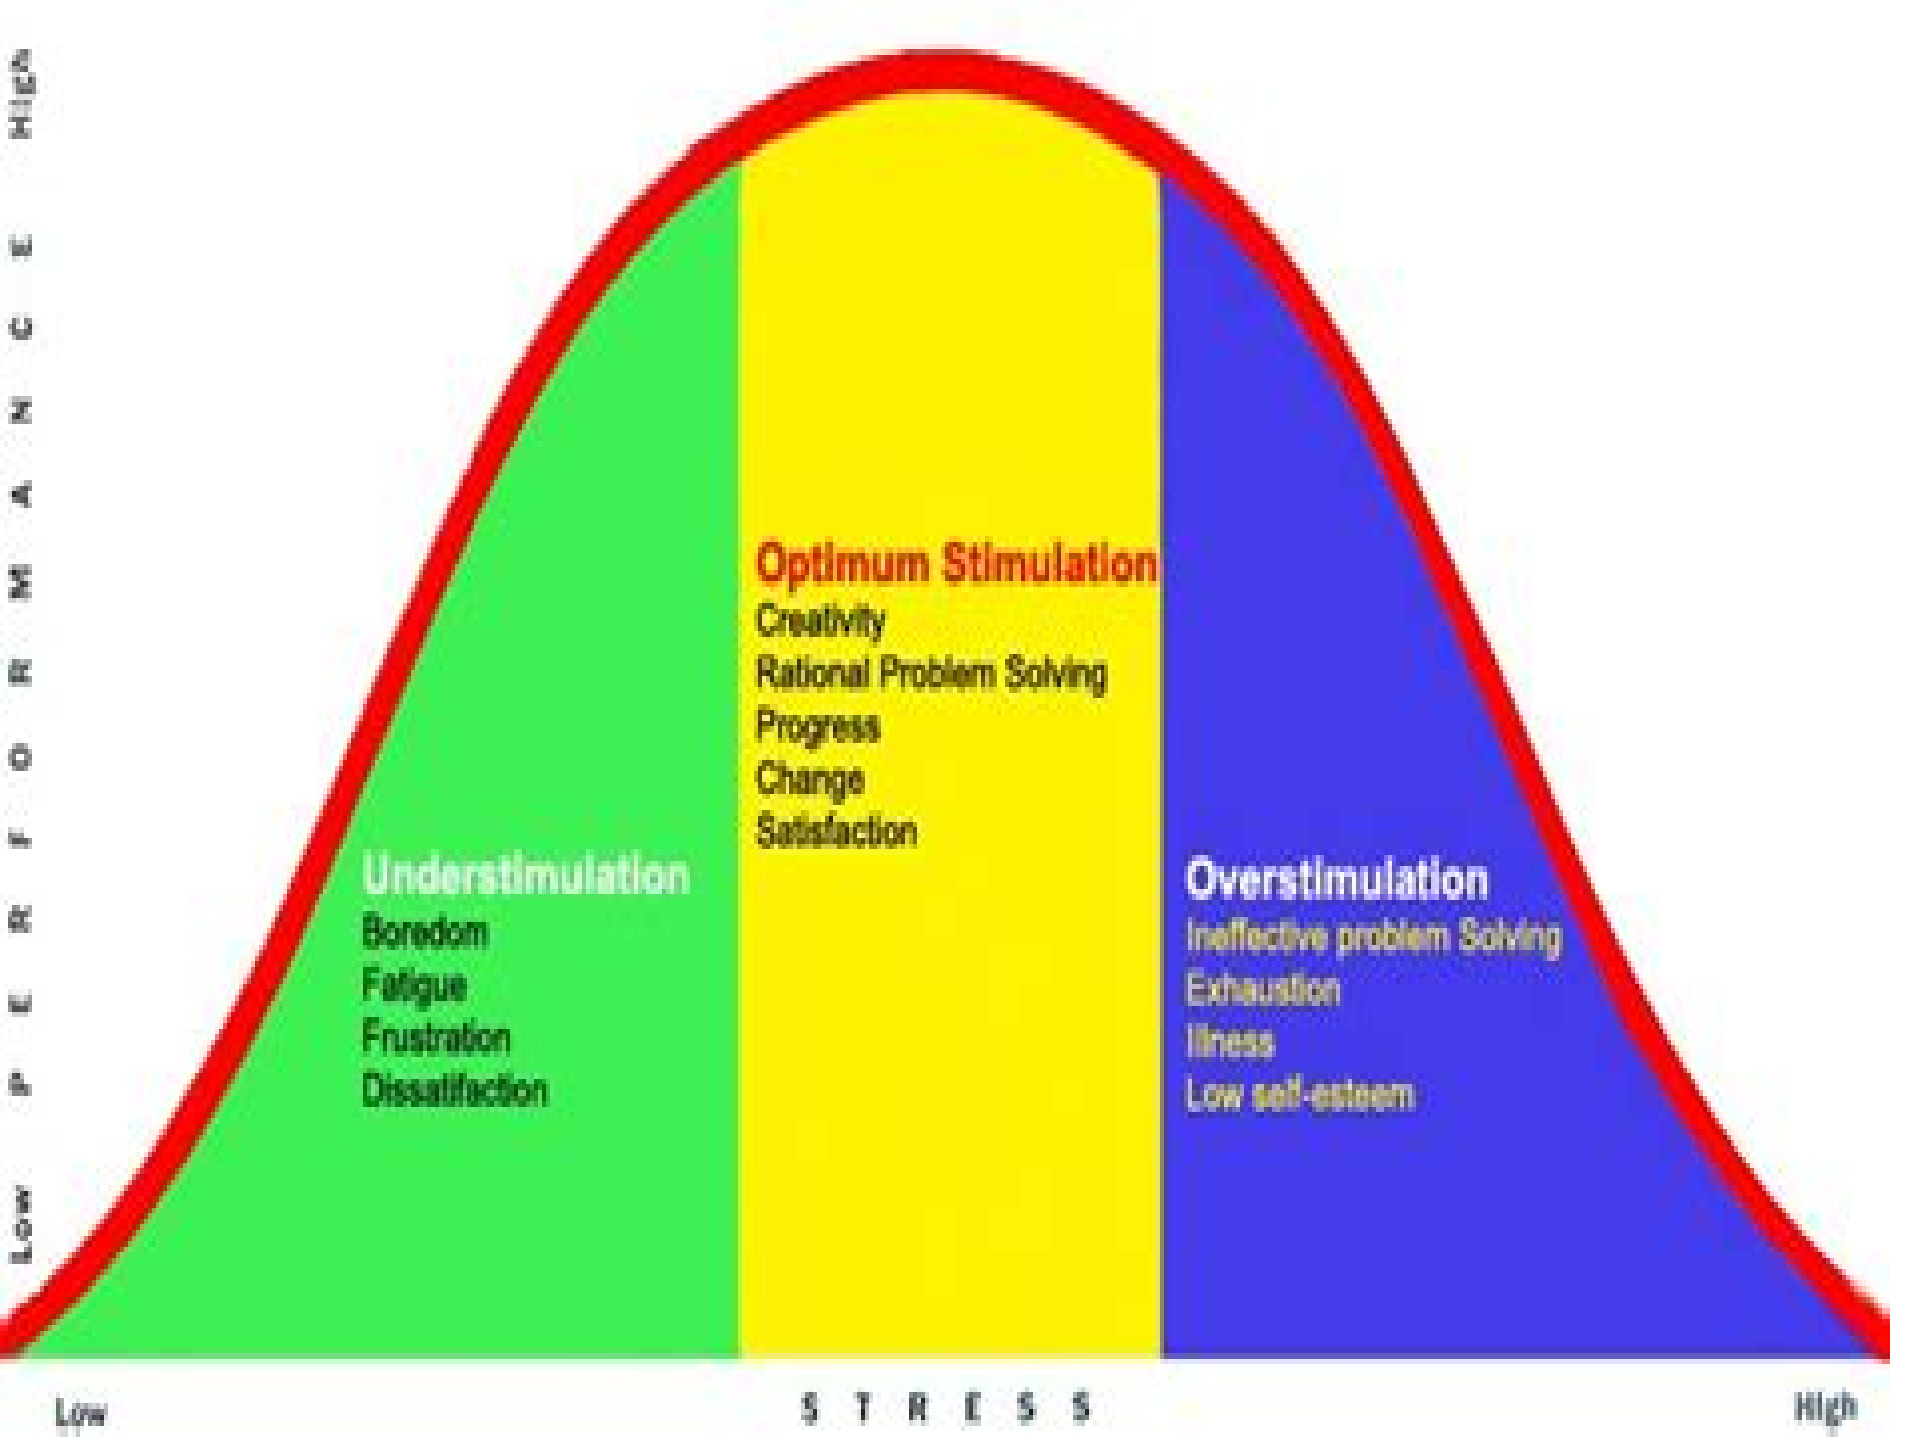 High
PERFORMANCE
Low
Optimum Stimulation
Creativity
Rational Problem Solving
Progress
Change
Satisfaction
Understimulation
Boredom
Fatigue
Frustration
Dissatifaction
Overstimulation
Ineffective problem Solving
Exhaustion
Illness
Low self-esteem
Low
STRESS
High